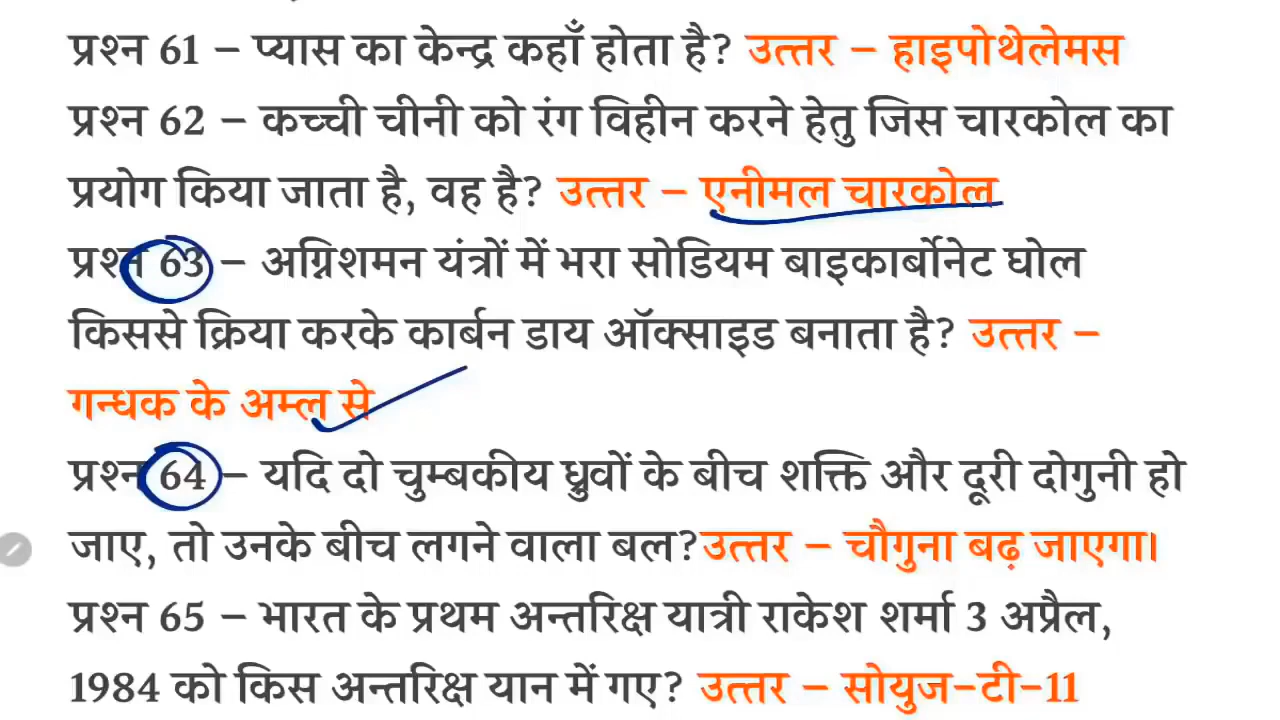 प्रश्न 61 – प्यास का केन्द्र कहाँ होता है? उत्तर – हाइपोथेलेमस
प्रश्न 62 – कच्ची चीनी को रंग विहीन करने हेतु जिस चारकोल का
प्रयोग किया जाता है, वह है? उत्तर – एनीमल चारकोल
प्रश्न 63 – अग्निशमन यंत्रों में भरा सोडियम बाइकार्बोनेट घोल
किससे क्रिया करके कार्बन डाय ऑक्साइड बनाता है? उत्तर –
गन्धक के अम्ल से
प्रश्न 64 – यदि दो चुम्बकीय ध्रुवों के बीच शक्ति और दूरी दोगुनी हो
जाए, तो उनके बीच लगने वाला बल?उत्तर – चौगुना बढ़ जाएगा।
प्रश्न 65 – भारत के प्रथम अन्तरिक्ष यात्री राकेश शर्मा 3 अप्रैल,
1984 को किस अन्तरिक्ष यान में गए? उत्तर – सोयुज-टी-11